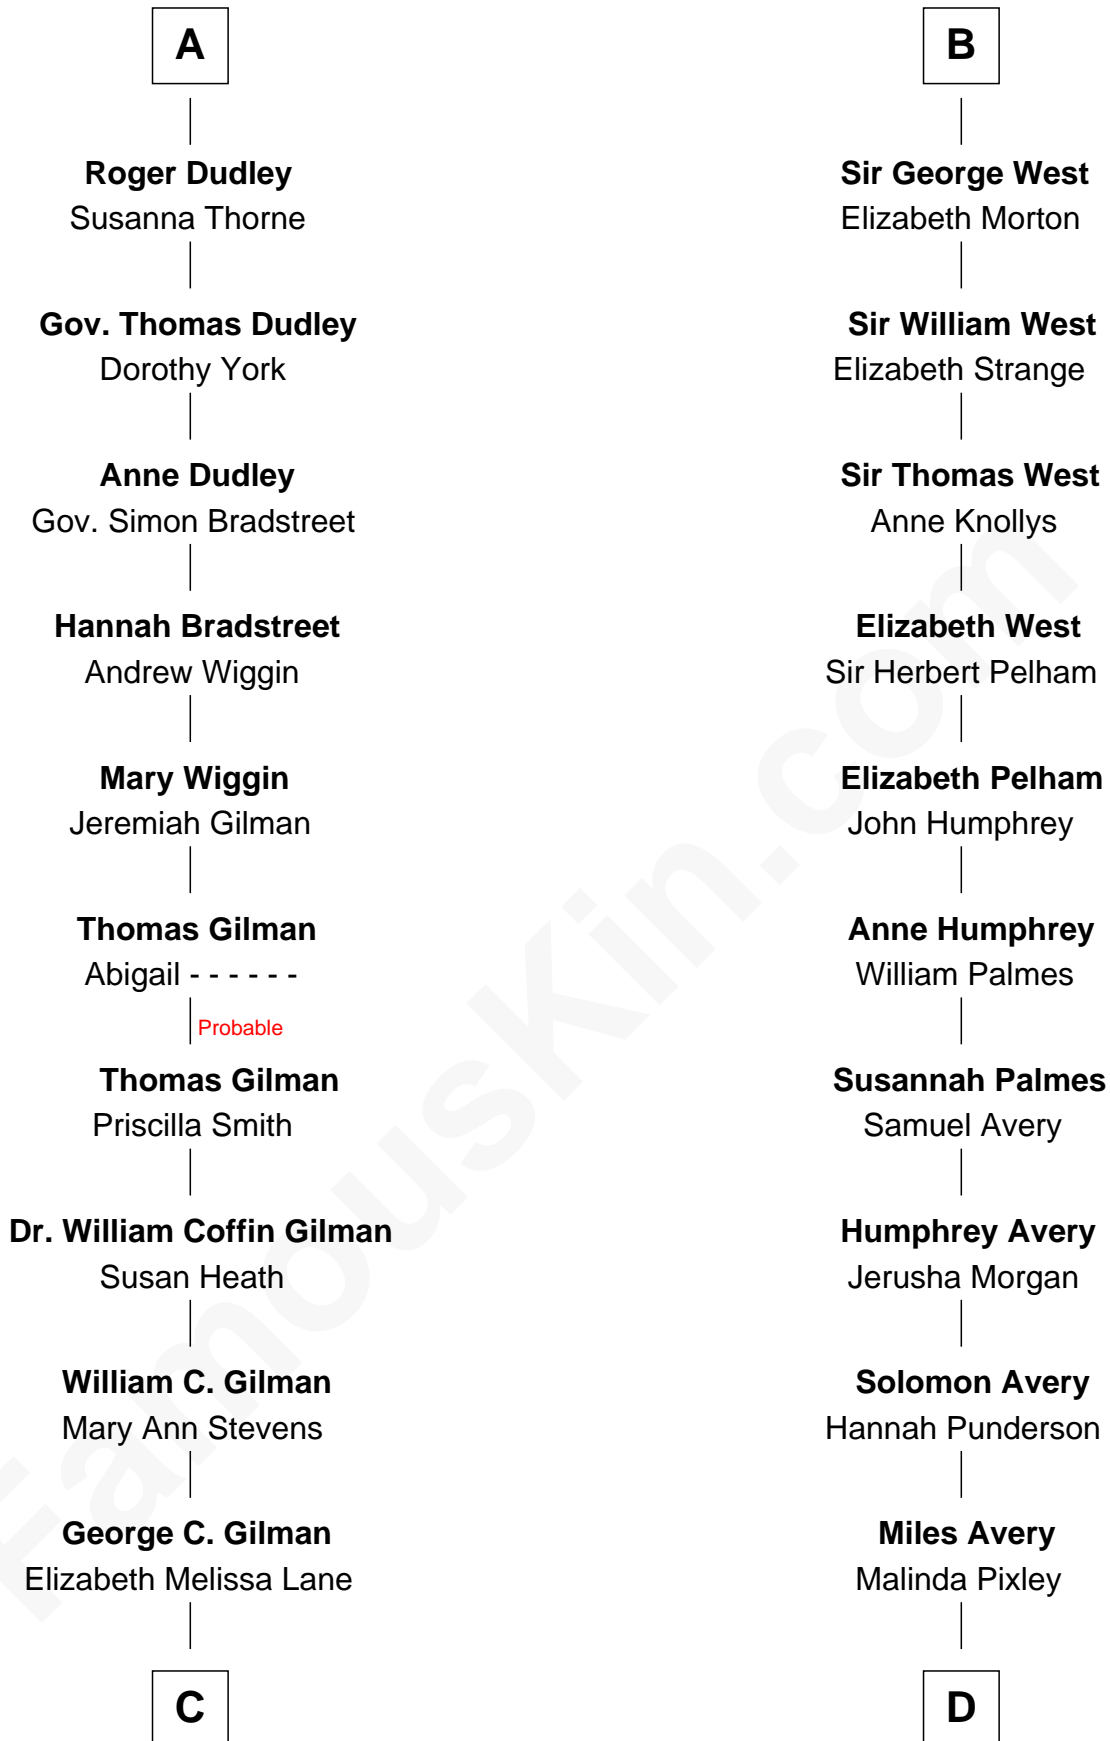 A
Roger Dudley
Susanna Thorne
Gov. Thomas Dudley
Dorothy York
Anne Dudley
Gov. Simon Bradstreet
Hannah Bradstreet
Andrew Wiggin
Mary Wiggin
Jeremiah Gilman
Thomas Gilman
Abigail - - - - - -
Probable
Thomas Gilman
Priscilla Smith
Dr. William Coffin Gilman
Susan Heath
William C. Gilman
Mary Ann Stevens
George C. Gilman
Elizabeth Melissa Lane
C
B
Sir George West
Elizabeth Morton
Sir William West
Elizabeth Strange
Sir Thomas West
Anne Knollys
Elizabeth West
Sir Herbert Pelham
Elizabeth Pelham
John Humphrey
Anne Humphrey
William Palmes
Susannah Palmes
Samuel Avery
Humphrey Avery
Jerusha Morgan
Solomon Avery
Hannah Punderson
Miles Avery
Malinda Pixley
D
FamousKin.com